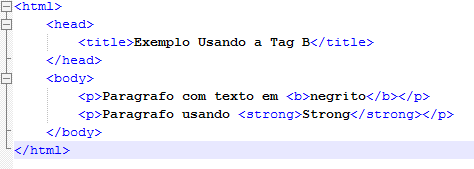 <html>
<head>
<title>Exemplo Usando a Tag B</title>
</head>
<body>
<p>Paragrafo com texto em <b>negrito</b></p>
<p>Paragrafo usando <strong>Strong</strong></p>
</body>
</html>